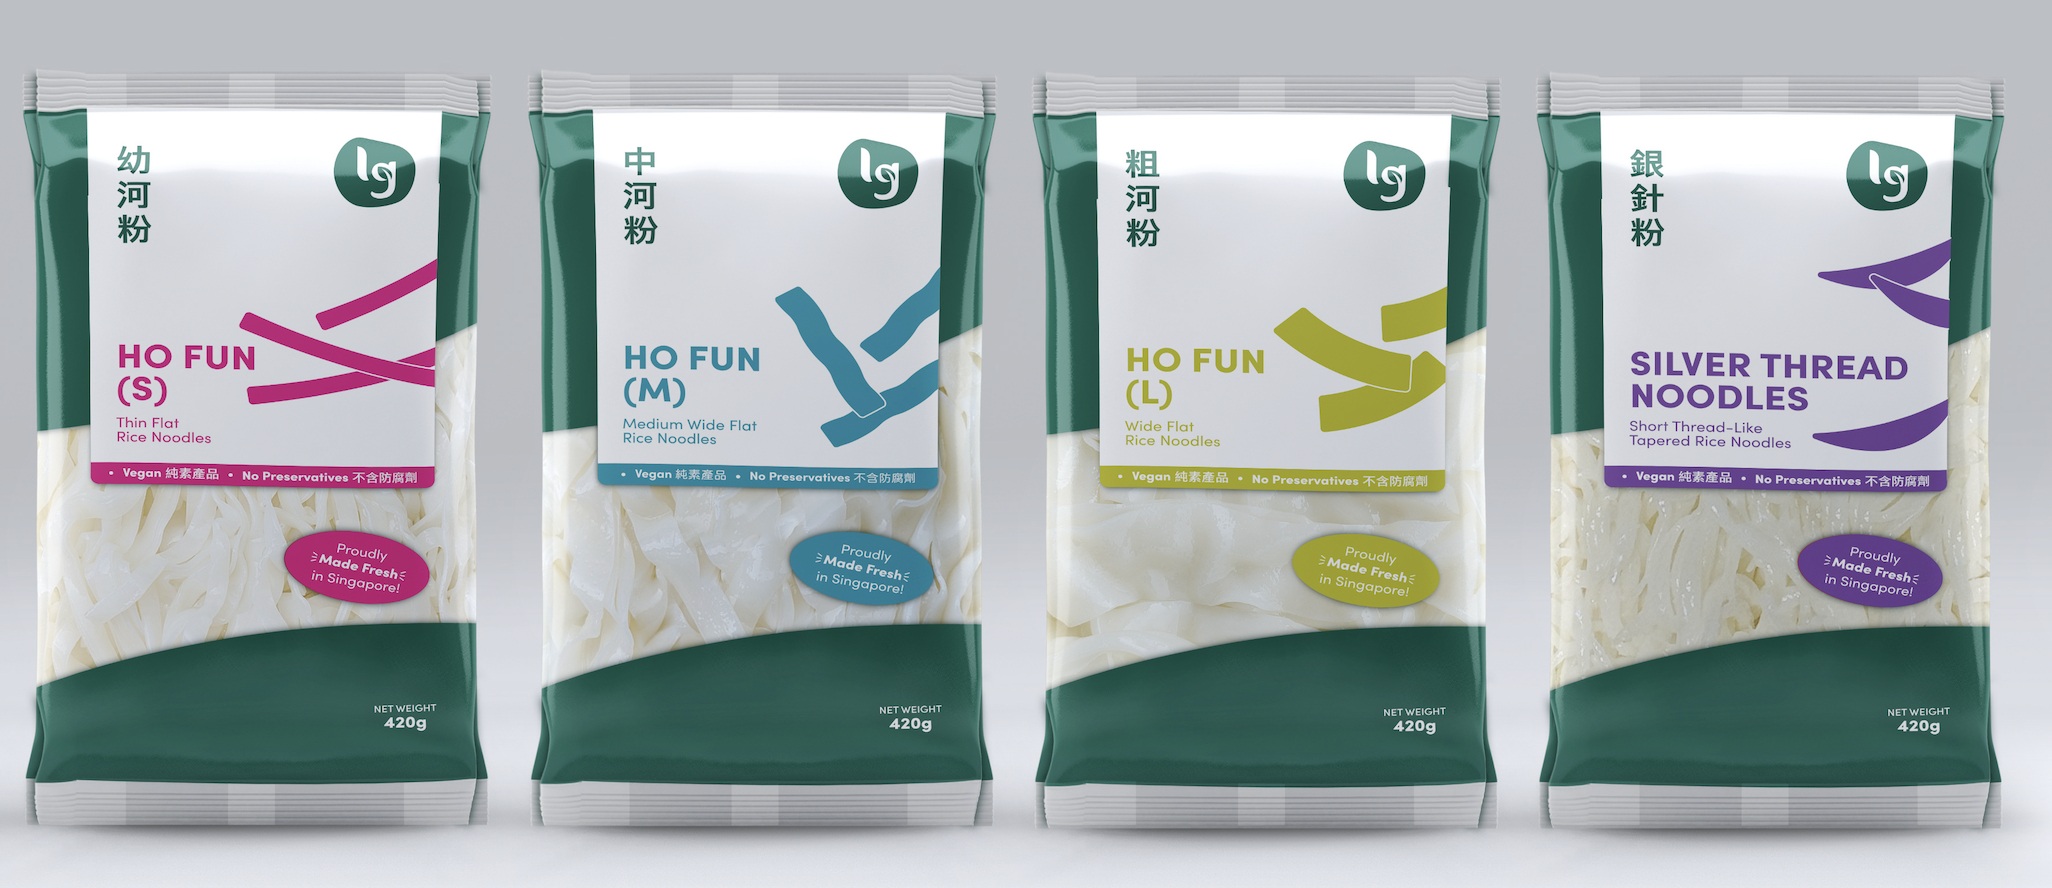 幼河粉
lg
HO FUN
(S)
Thin Flat
Rice Noodles
• Vegan 純素產品 • No Preservatives 不含防腐劑
Proudly
Made Fresh
in Singapore!
NET WEIGHT
420g
中河粉
lg
HO FUN
(M)
Medium Wide Flat
Rice Noodles
• Vegan 純素產品 • No Preservatives 不含防腐劑
Proudly
Made Fresh
in Singapore!
NET WEIGHT
420g
粗河粉
lg
HO FUN
(L)
Wide Flat
Rice Noodles
• Vegan 純素產品 • No Preservatives 不含防腐劑
Proudly
Made Fresh
in Singapore!
NET WEIGHT
420g
銀針粉
lg
SILVER THREAD
NOODLES
Short Thread-Like
Tapered Rice Noodles
• Vegan 純素產品 • No Preservatives 不含防腐劑
Proudly
Made Fresh
in Singapore!
NET WEIGHT
420g